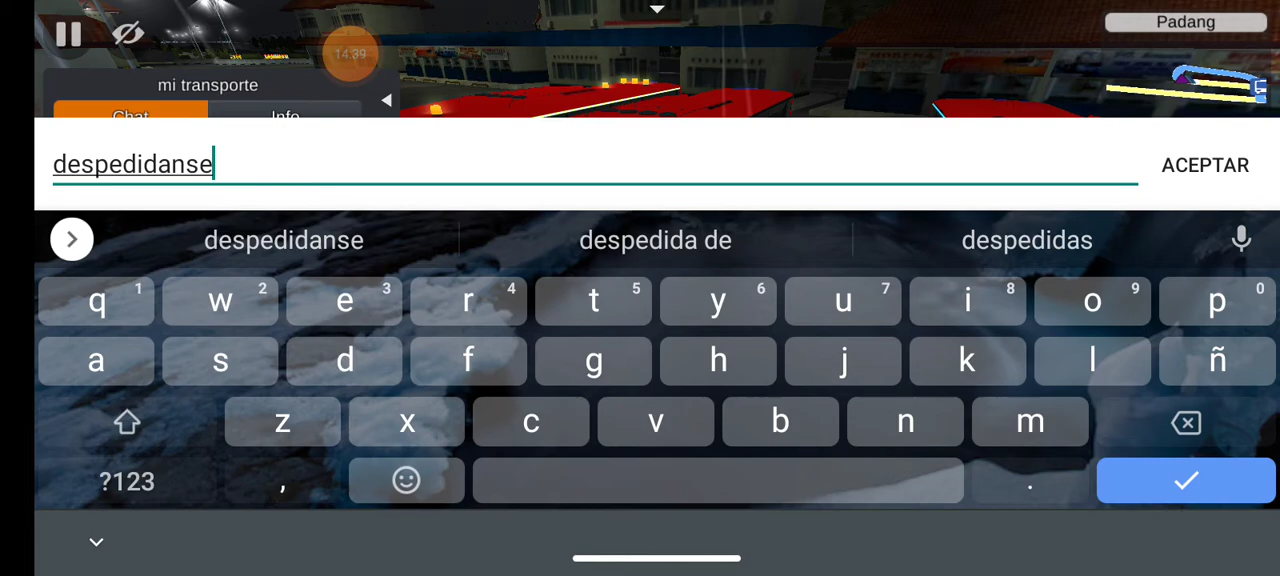 14:39
Padang
mi transporte
Chat Info
despedidanse ACEPTAR
despedidanse despedida de despedidas
q 1 w 2 e 3 r 4 t 5 y 6 u 7 i 8 o 9 p 0
a s d f g h j k l ñ
z x c v b n m
?123 , .